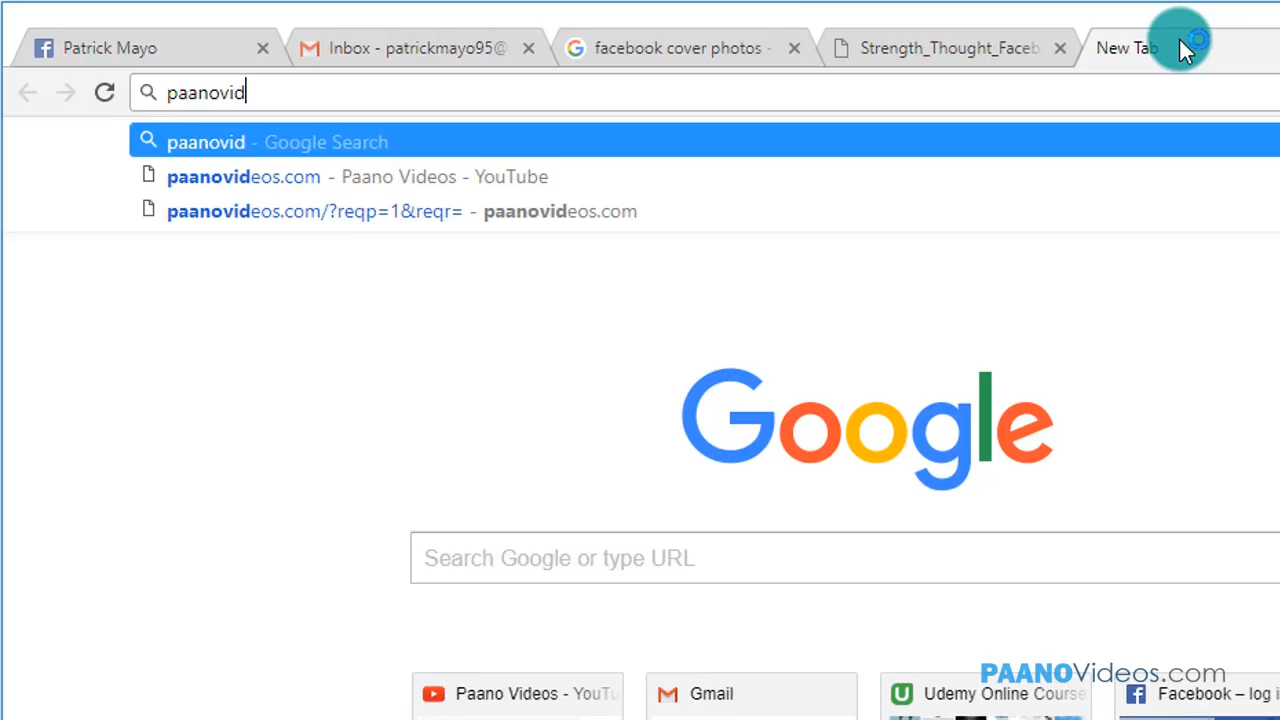 Patrick Mayo
Inbox - patrickmayo95@
facebook cover photos -
Strength_Thought_Faceb
New Tab
paanovid
paanovid - Google Search
paanovideos.com - Paano Videos - YouTube
paanovideos.com/?reqp=1&reqr= - paanovideos.com
Google
Search Google or type URL
Paano Videos - YouTu
Gmail
Udemy Online Course
Facebook – log i
PAANOVideos.com